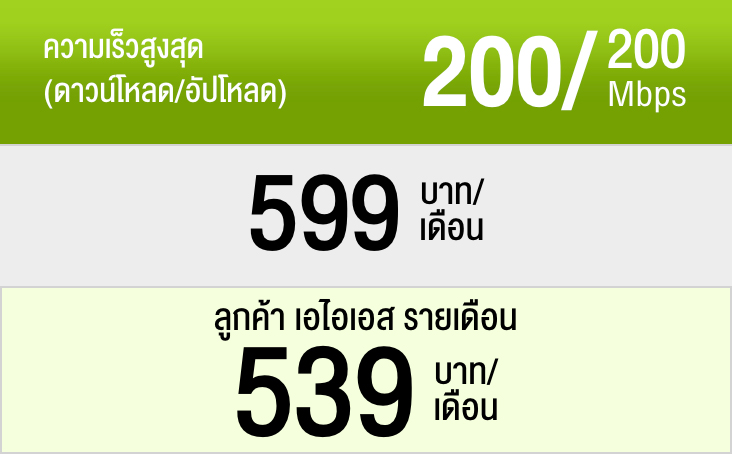 ความเร็วสูงสุด
(ดาวน์โหลด/อัปโหลด)
200/200
Mbps
599 บาท/
เดือน
ลูกค้า เอไอเอส รายเดือน
539 บาท/
เดือน